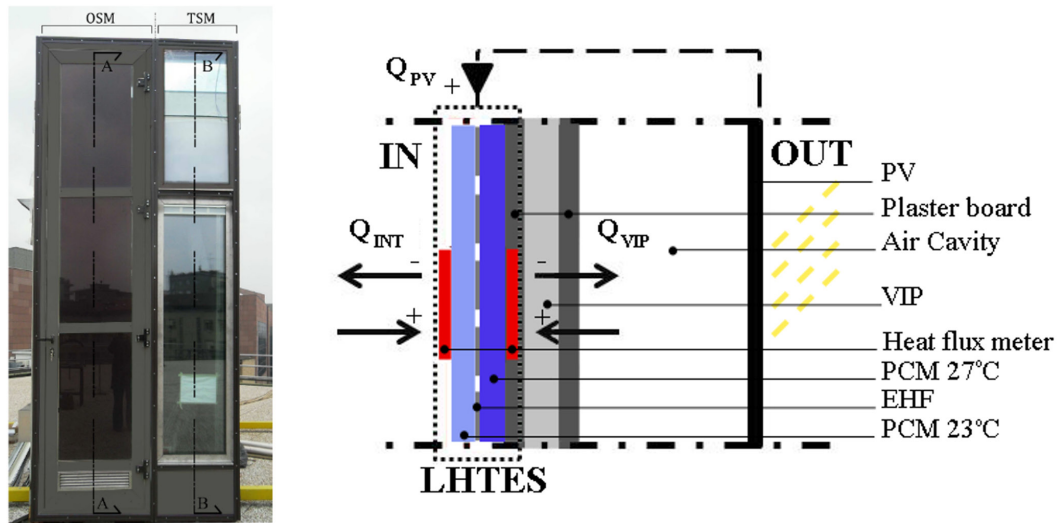 OSM TSM
A B
A B
Q PV +
IN OUT
PV
Plaster board
Q INT Q VIP
Air Cavity
- -
VIP
+ +
Heat flux meter
PCM 27°C
EHF
PCM 23°C
LHTES